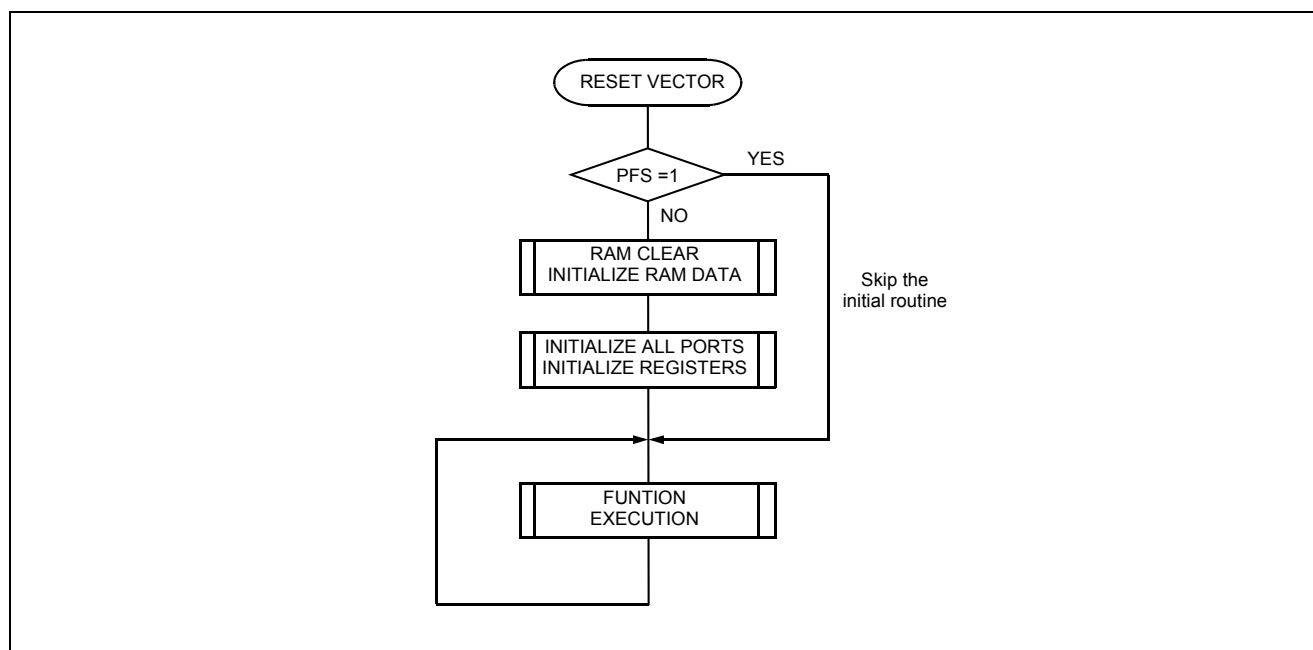 RESET VECTOR
PFS =1
YES
NO
RAM CLEAR
INITIALIZE RAM DATA
Skip the
initial routine
INITIALIZE ALL PORTS
INITIALIZE REGISTERS
FUNTION
EXECUTION